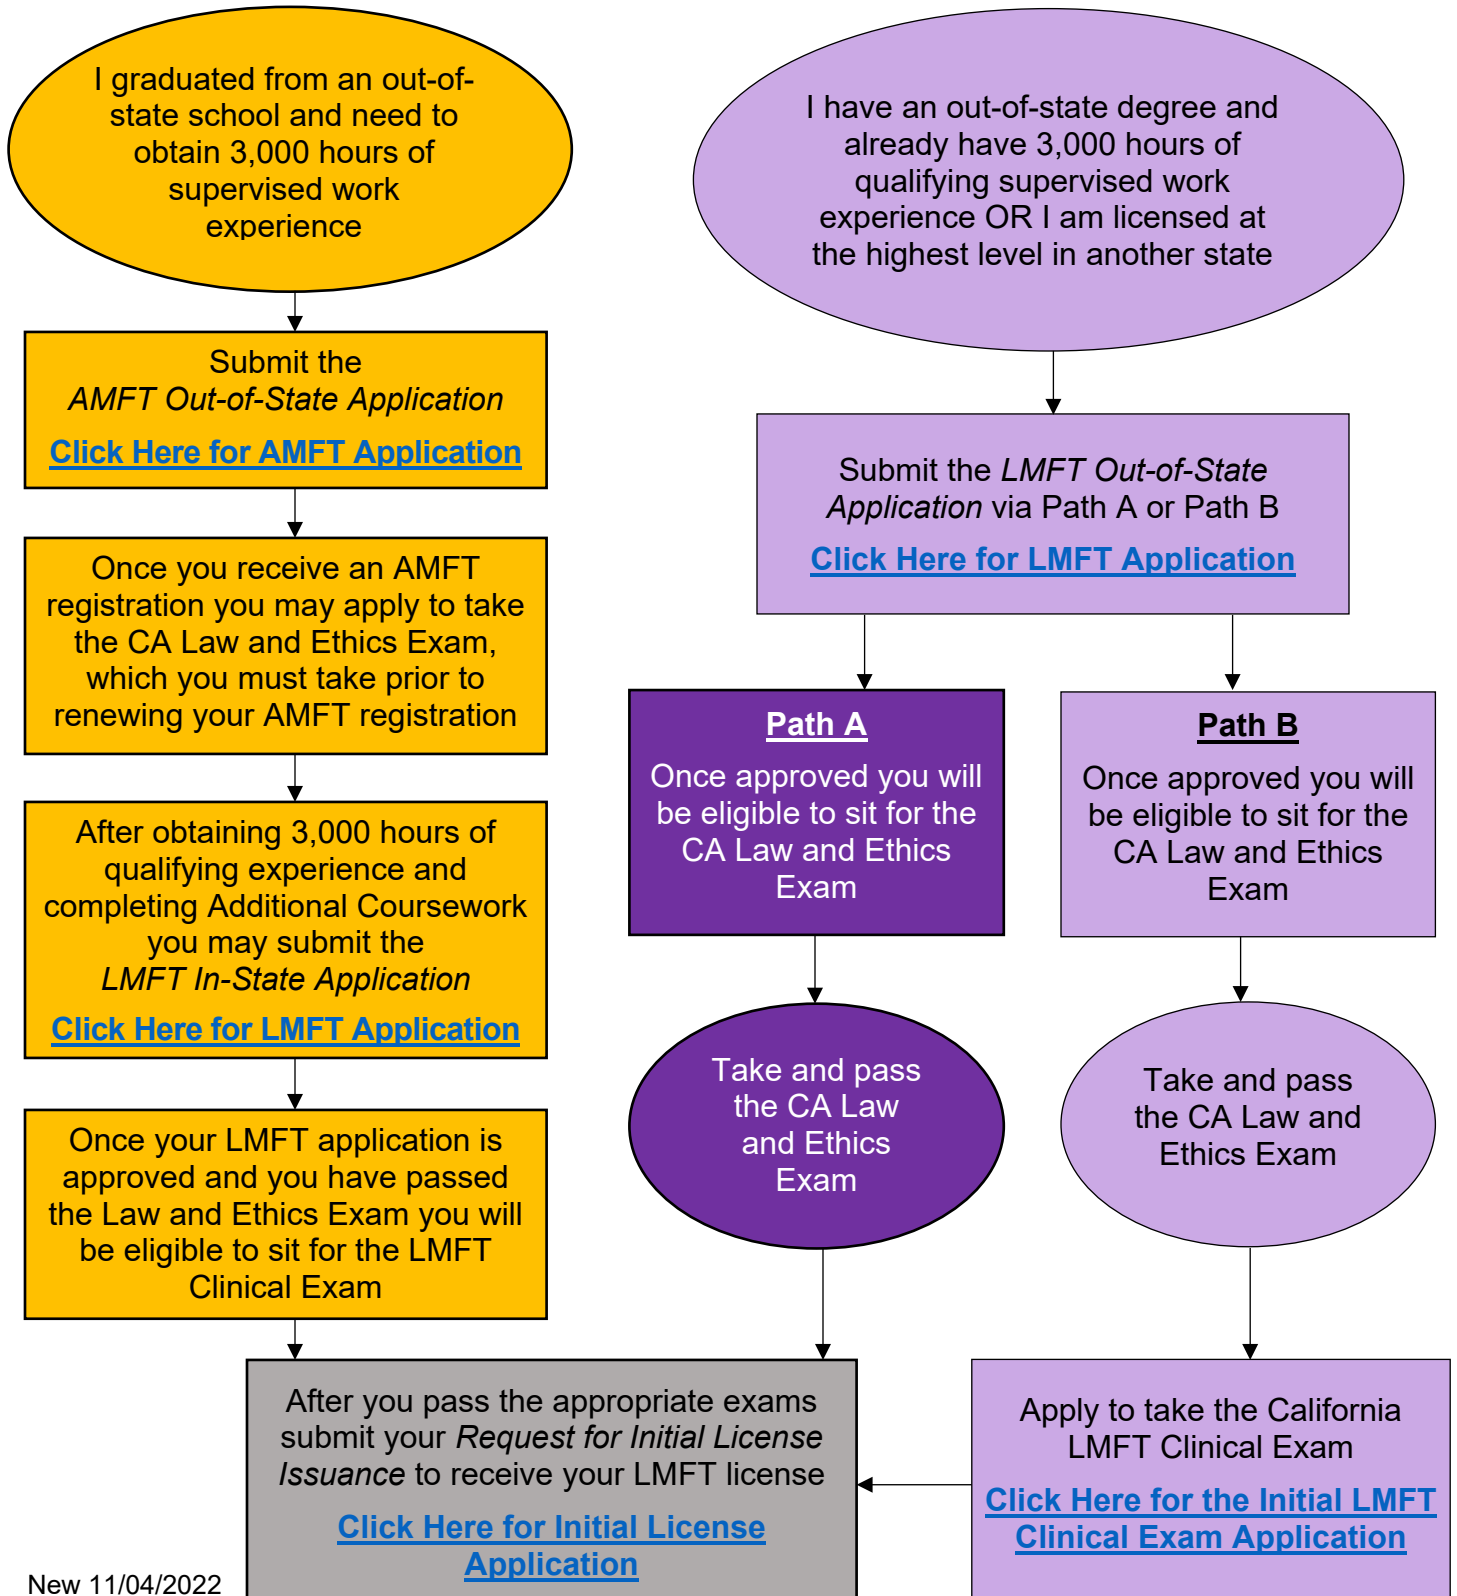 I graduated from an out-of-
state school and need to
obtain 3,000 hours of
supervised work
experience
Submit the
AMFT Out-of-State Application
Click Here for AMFT Application
Once you receive an AMFT
registration you may apply to take
the CA Law and Ethics Exam,
which you must take prior to
renewing your AMFT registration
After obtaining 3,000 hours of
qualifying experience and
completing Additional Coursework
you may submit the
LMFT In-State Application
Click Here for LMFT Application
Once your LMFT application is
approved and you have passed
the Law and Ethics Exam you will
be eligible to sit for the LMFT
Clinical Exam
I have an out-of-state degree and
already have 3,000 hours of
qualifying supervised work
experience OR I am licensed at
the highest level in another state
Submit the LMFT Out-of-State
Application via Path A or Path B
Click Here for LMFT Application
Path A
Once approved you will
be eligible to sit for the
CA Law and Ethics
Exam
Take and pass
the CA Law
and Ethics
Exam
Path B
Once approved you will
be eligible to sit for the
CA Law and Ethics
Exam
Take and pass
the CA Law and
Ethics Exam
Apply to take the California
LMFT Clinical Exam
Click Here for the Initial LMFT
Clinical Exam Application
After you pass the appropriate exams
submit your Request for Initial License
Issuance to receive your LMFT license
Click Here for Initial License
Application
New 11/04/2022